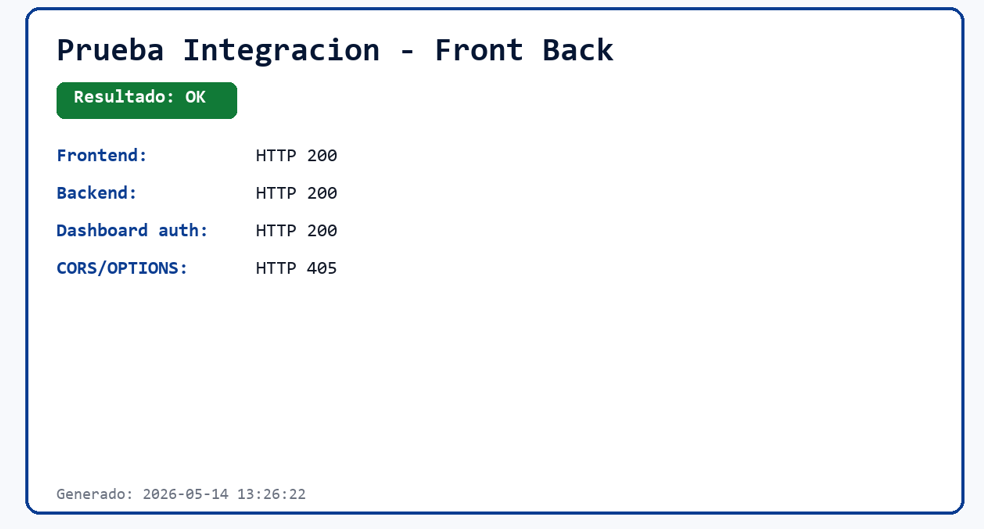 Prueba Integracion - Front Back
Resultado: OK
Frontend: HTTP 200
Backend: HTTP 200
Dashboard auth: HTTP 200
CORS/OPTIONS: HTTP 405
Generado: 2026-05-14 13:26:22